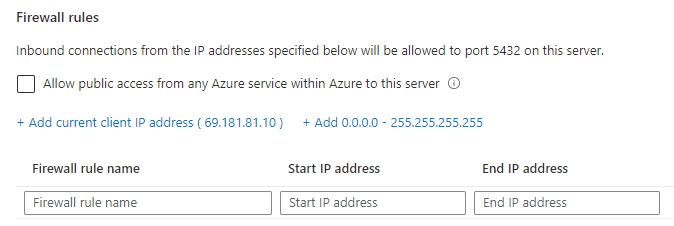 Firewall rules
Inbound connections from the IP addresses specified below will be allowed to port 5432 on this server.
Allow public access from any Azure service within Azure to this server
+ Add current client IP address ( 69.181.81.10 ) + Add 0.0.0.0 - 255.255.255.255
Firewall rule name Start IP address End IP address
Firewall rule name Start IP address End IP address